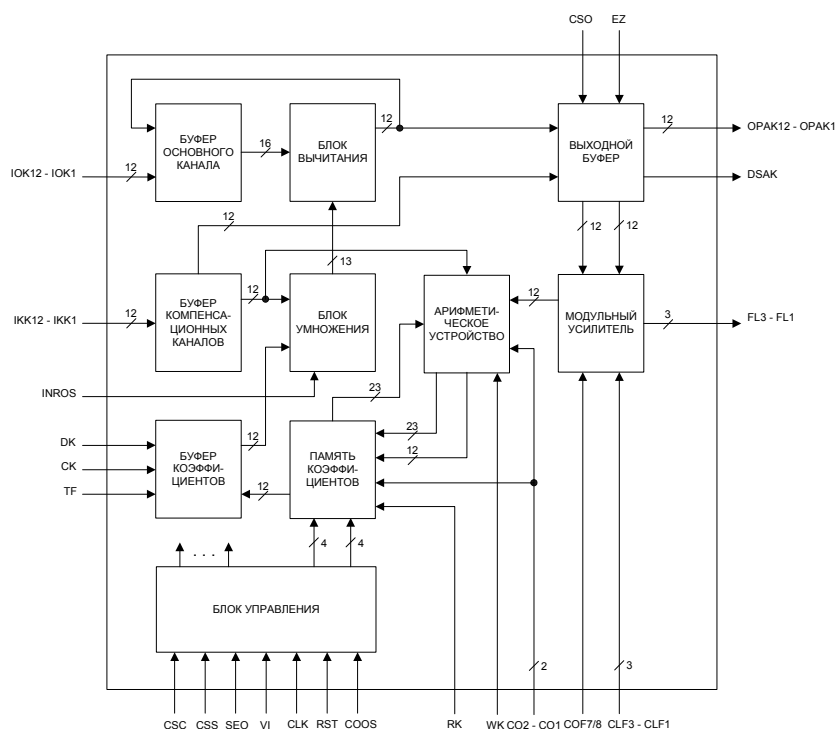 CSO EZ
12
12
БУФЕР
ОСНОВНОГО
КАНАЛА
16
БЛОК
ВЫЧИТАНИЯ
ВЫХОДНОЙ
БУФЕР
12
OPAK12 - OPAK1
IOK12 - IOK1
12
DSAK
12
12
12
13
IKK12 - IKK1
12
БУФЕР
КОМПЕНСА-
ЦИОННЫХ
КАНАЛОВ
12
БЛОК
УМНОЖЕНИЯ
АРИФМЕТИ-
ЧЕСКОЕ
УСТРОЙСТВО
12
МОДУЛЬНЫЙ
УСИЛИТЕЛЬ
3
FL3 - FL1
INROS
23
DK
CK
TF
БУФЕР
КОЭФФИ-
ЦИЕНТОВ
12
12
ПАМЯТЬ
КОЭФФИ-
ЦИЕНТОВ
23
12
4
4
. . .
БЛОК УПРАВЛЕНИЯ
2
3
CSC CSS SEO VI CLK RST COOS RK WK CO2 - CO1 COF7/8 CLF3 - CLF1